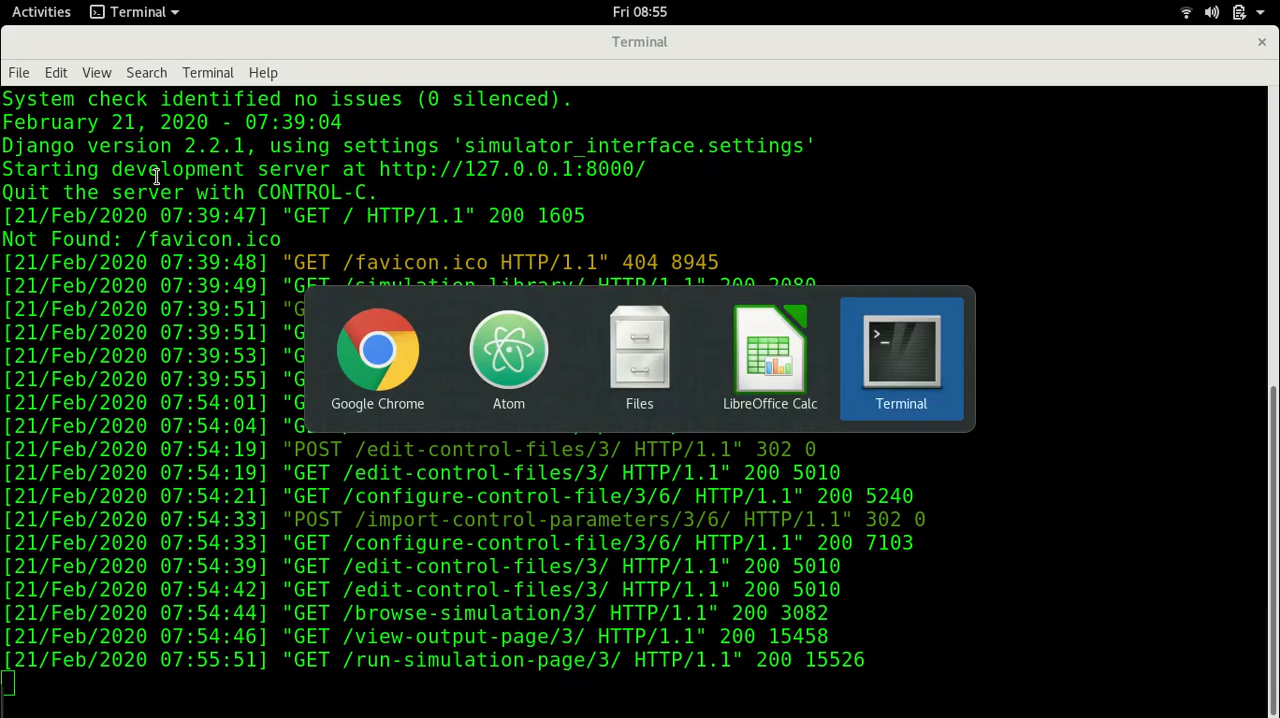 Activities Terminal Fri 08:55
Terminal ×
File Edit View Search Terminal Help
System check identified no issues (0 silenced).
February 21, 2020 - 07:39:04
Django version 2.2.1, using settings 'simulator_interface.settings'
Starting development server at http://127.0.0.1:8000/
Quit the server with CONTROL-C.
[21/Feb/2020 07:39:47] "GET / HTTP/1.1" 200 1605
Not Found: /favicon.ico
[21/Feb/2020 07:39:48] "GET /favicon.ico HTTP/1.1" 404 8945
[21/Feb/2020 07:39:49] "GET /simulation-library/ HTTP/1.1" 200 2080
[21/Feb/2020 07:39:51]
[21/Feb/2020 07:39:51]
[21/Feb/2020 07:39:53]
[21/Feb/2020 07:39:55]
[21/Feb/2020 07:54:01]
[21/Feb/2020 07:54:04]
Google Chrome Atom Files LibreOffice Calc Terminal
[21/Feb/2020 07:54:19] "POST /edit-control-files/3/ HTTP/1.1" 302 0
[21/Feb/2020 07:54:19] "GET /edit-control-files/3/ HTTP/1.1" 200 5010
[21/Feb/2020 07:54:21] "GET /configure-control-file/3/6/ HTTP/1.1" 200 5240
[21/Feb/2020 07:54:33] "POST /import-control-parameters/3/6/ HTTP/1.1" 302 0
[21/Feb/2020 07:54:33] "GET /configure-control-file/3/6/ HTTP/1.1" 200 7103
[21/Feb/2020 07:54:39] "GET /edit-control-files/3/ HTTP/1.1" 200 5010
[21/Feb/2020 07:54:42] "GET /edit-control-files/3/ HTTP/1.1" 200 5010
[21/Feb/2020 07:54:44] "GET /browse-simulation/3/ HTTP/1.1" 200 3082
[21/Feb/2020 07:54:46] "GET /view-output-page/3/ HTTP/1.1" 200 15458
[21/Feb/2020 07:55:51] "GET /run-simulation-page/3/ HTTP/1.1" 200 15526